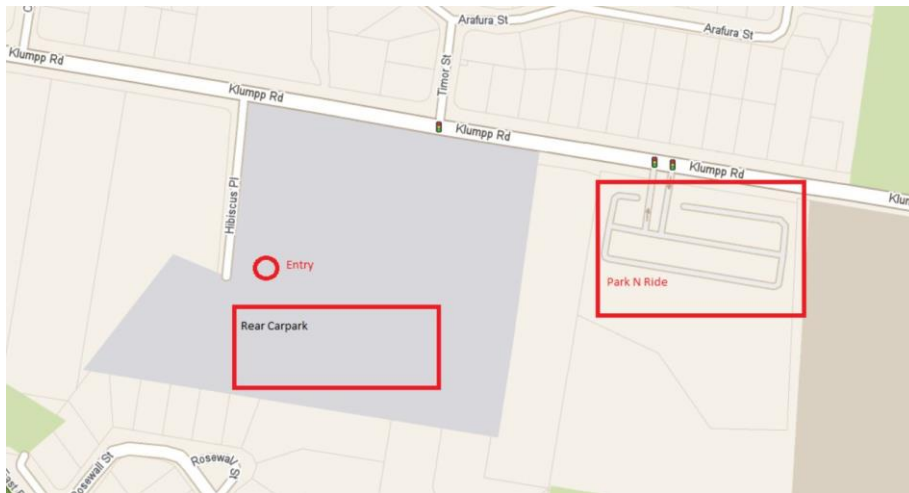 Arafura St
Arafura St
Klumpp Rd
Timor St
Klumpp Rd
Klumpp Rd
Klumpp Rd
Hibiscus Pl
Entry
Park N Ride
Rear Carpark
Rosewall St
Rosewall St